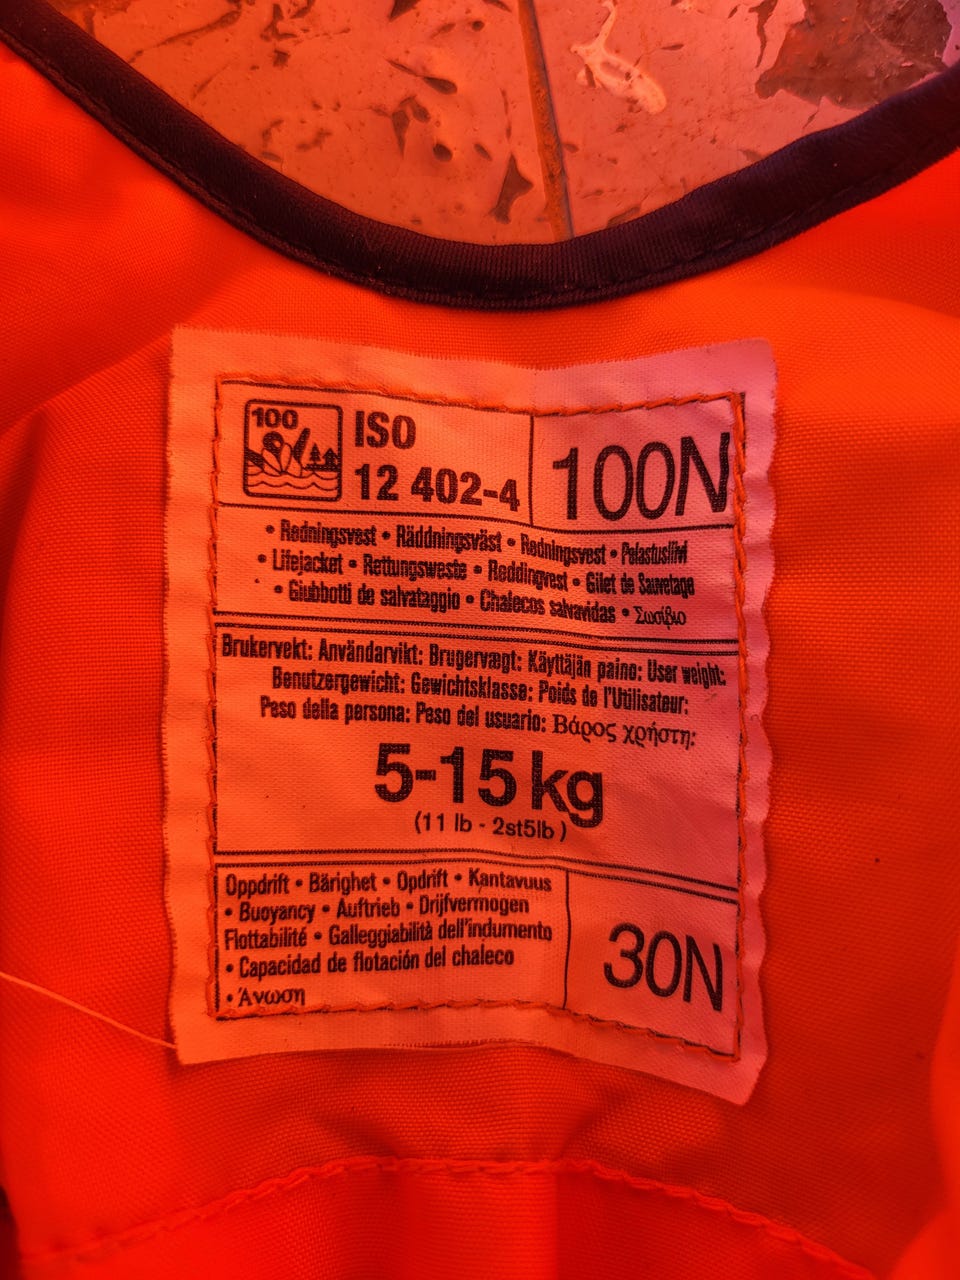 100
ISO
12 402-4
100N
• Redningsvest • Räddningsväst • Redningsvest • Pelastusliivi
• Lifejacket • Rettungsweste • Reddingvest • Gilet de Sauvetage
• Giubbotti de salvataggio • Chalecos salvavidas • Σωσίβιο
Brukervekt: Användarvikt: Brugervægt: Käyttäjän paino: User weight:
Benutzergewicht: Gewichtsklasse: Poids de l'Utilisateur:
Peso della persona: Peso del usuario: Βάρος χρήστη:
5-15 kg
(11 lb - 2st5lb )
Oppdrift • Bärighet • Opdrift • Kantavuus
• Buoyancy • Auftrieb • Drijfvermogen
Flottabilité • Galleggiabilità dell'indumento
• Capacidad de flotación del chaleco
• Άνωση
30N